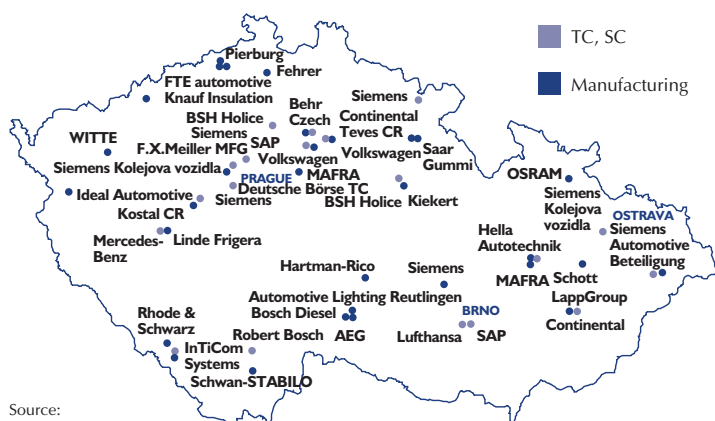 TC, SC
Manufacturing
Pierburg
Fehrer
FTE automotive
Knauf Insulation
Siemens
BSH Holice
Behr
Czech
Continental
Teves CR
Siemens
SAP
F.X.Meiller MFG
WITTE
Volkswagen
Volkswagen
Saar
Gummi
Siemens Kolejova vozidla
PRAGUE
MAFRA
OSRAM
Deutsche Börse TC
Ideal Automotive
Siemens
BSH Holice
Kiekert
Siemens
Kolejova
vozidla
OSTRAVA
Kostal CR
Siemens
Automotive
Beteiligung
Mercedes-
Benz
Linde Frigera
Hella
Autotechnik
Hartman-Rico
Siemens
MAFRA
Schott
Automotive Lighting Reutlingen
LappGroup
Rhode &
Schwarz
Bosch Diesel
BRNO
Continental
InTiCom
Systems
Robert Bosch
AEG
Lufthansa
SAP
Schwan-STABILO
Source: